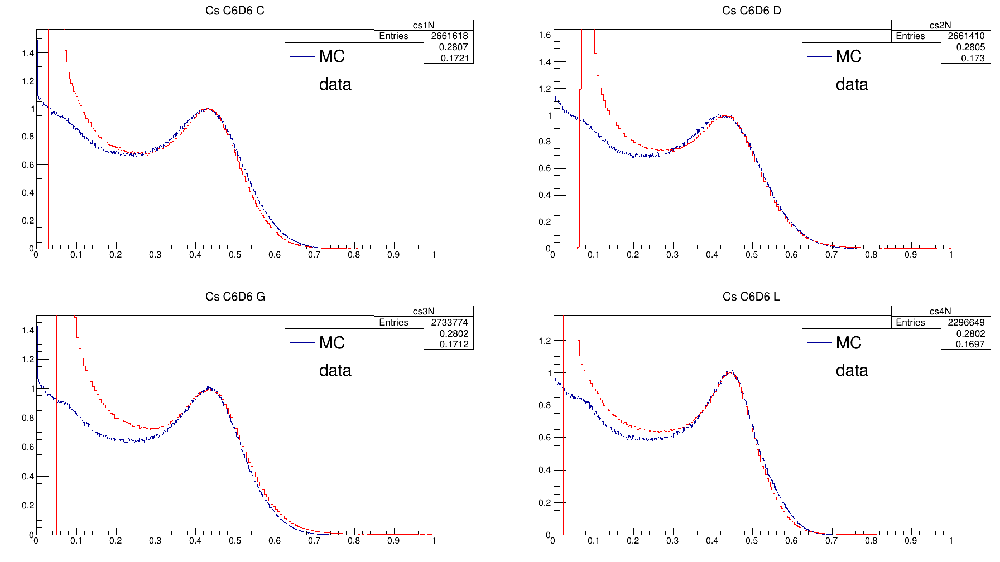 Cs C6D6 C
cs1N
Entries 2661618
0.2807
0.1721
MC
data
1.4
1.2
1
0.8
0.6
0.4
0.2
0
0 0.1 0.2 0.3 0.4 0.5 0.6 0.7 0.8 0.9 1
Cs C6D6 D
cs2N
Entries 2661410
0.2805
0.173
MC
data
1.6
1.4
1.2
1
0.8
0.6
0.4
0.2
0
0 0.1 0.2 0.3 0.4 0.5 0.6 0.7 0.8 0.9 1
Cs C6D6 G
cs3N
Entries 2733774
0.2802
0.1712
MC
data
1.4
1.2
1
0.8
0.6
0.4
0.2
0
0 0.1 0.2 0.3 0.4 0.5 0.6 0.7 0.8 0.9 1
Cs C6D6 L
cs4N
Entries 2296649
0.2802
0.1697
MC
data
1.2
1
0.8
0.6
0.4
0.2
0
0 0.1 0.2 0.3 0.4 0.5 0.6 0.7 0.8 0.9 1